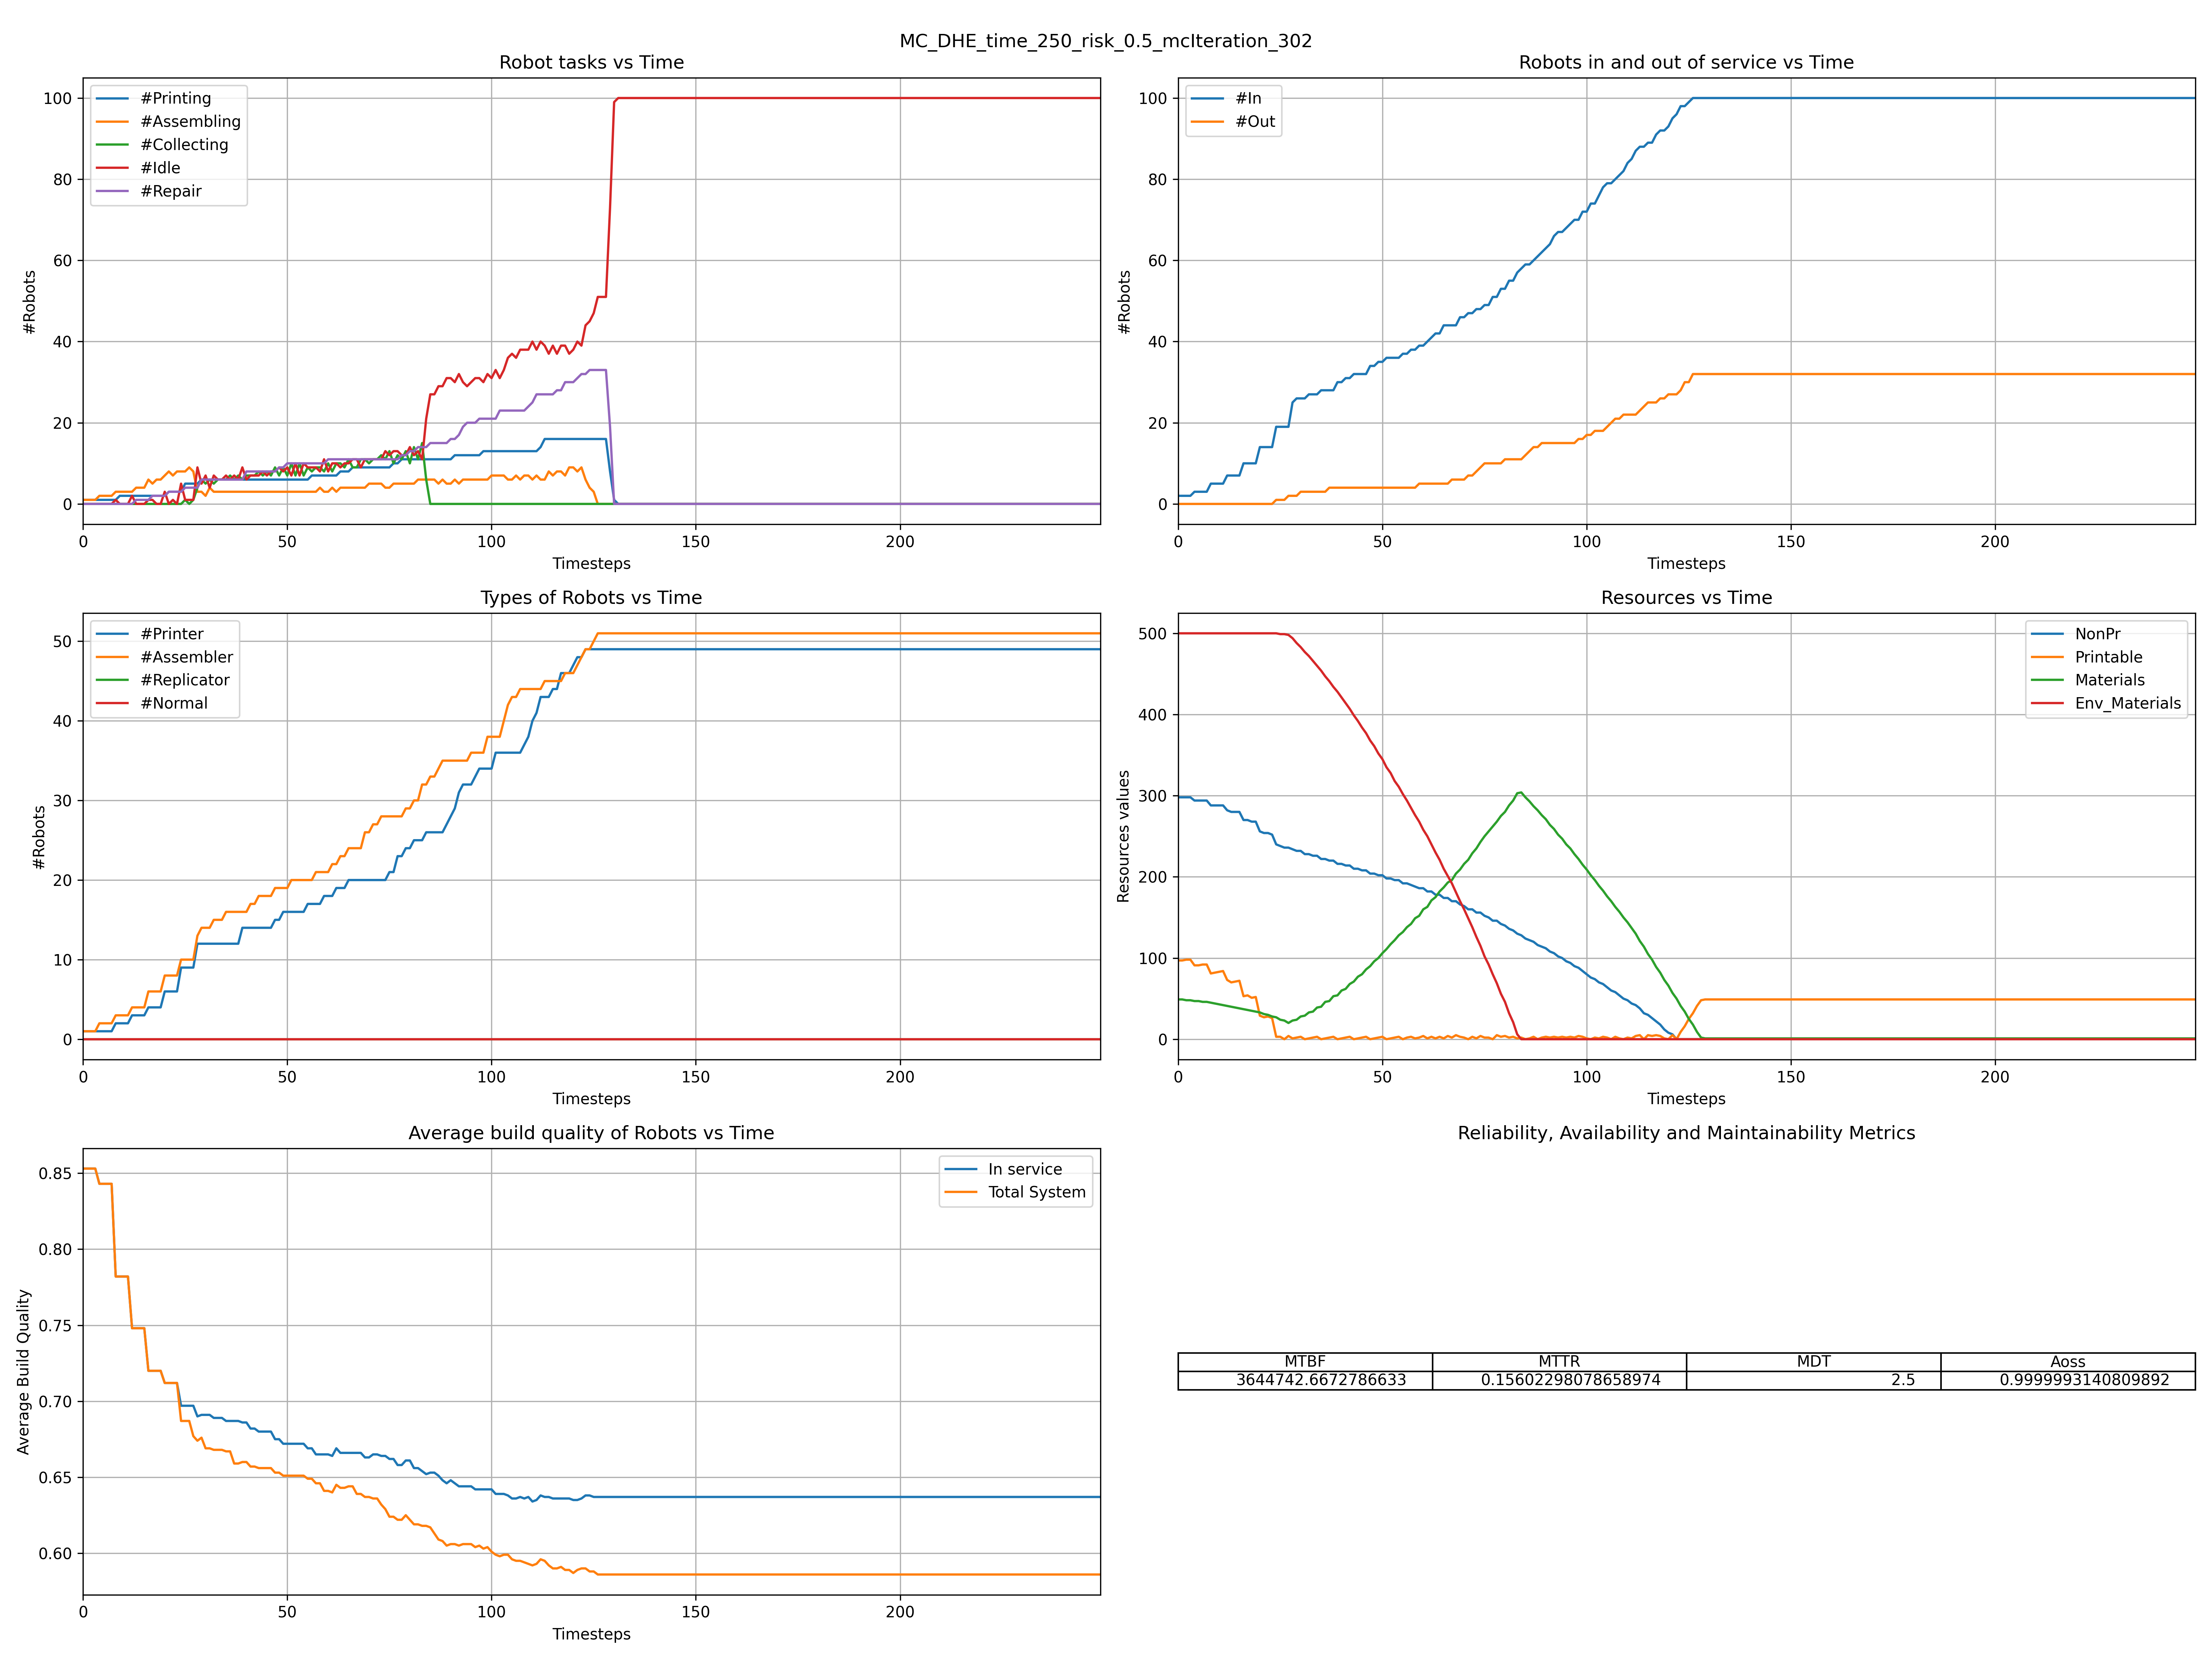 MC_DHE_time_250_risk_0.5_mcIteration_302
Robot tasks vs Time
#Printing
#Assembling
#Collecting
#Idle
#Repair
100
80
60
40
20
0
#Robots
0 50 100 150 200
Timesteps
Robots in and out of service vs Time
#In
#Out
100
80
60
40
20
0
#Robots
0 50 100 150 200
Timesteps
Types of Robots vs Time
#Printer
#Assembler
#Replicator
#Normal
50
40
30
20
10
0
#Robots
0 50 100 150 200
Timesteps
Resources vs Time
NonPr
Printable
Materials
Env_Materials
500
400
300
200
100
0
Resources values
0 50 100 150 200
Timesteps
Average build quality of Robots vs Time
In service
Total System
0.85
0.80
0.75
0.70
0.65
0.60
Average Build Quality
0 50 100 150 200
Timesteps
Reliability, Availability and Maintainability Metrics
MTBF MTTR MDT Aoss
3644742.6672786633 0.15602298078658974 2.5 0.9999993140809892